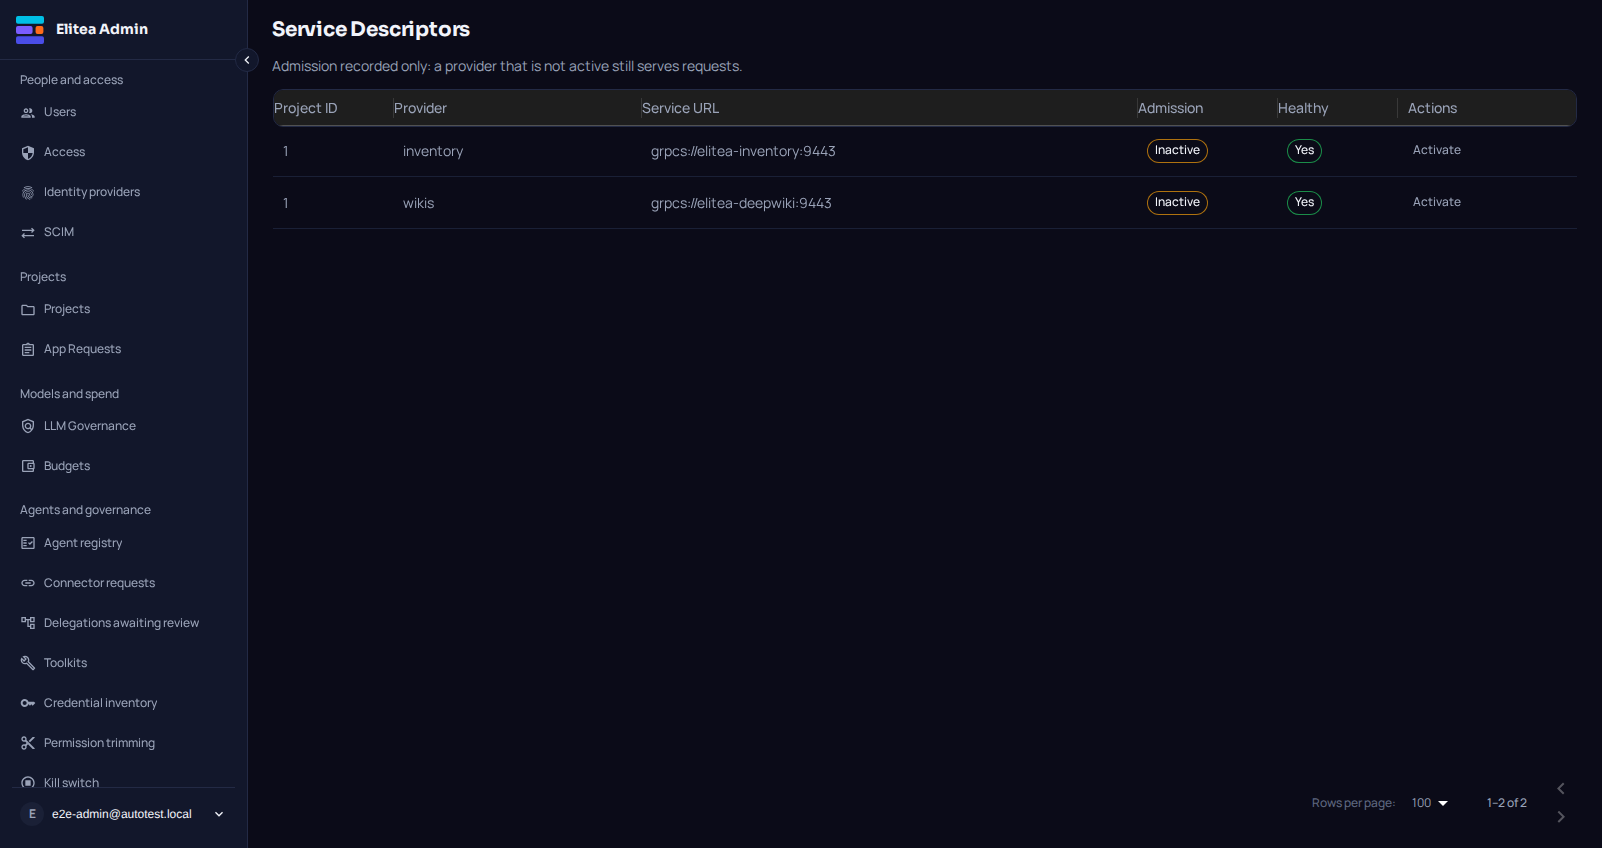 Elitea Admin
People and access
Users
Access
Identity providers
SCIM
Projects
Projects
App Requests
Models and spend
LLM Governance
Budgets
Agents and governance
Agent registry
Connector requests
Delegations awaiting review
Toolkits
Credential inventory
Permission trimming
Kill switch
E e2e-admin@autotest.local
Service Descriptors
Admission recorded only: a provider that is not active still serves requests.
Project ID Provider Service URL Admission Healthy Actions
1 inventory grpcs://elitea-inventory:9443 Inactive Yes Activate
1 wikis grpcs://elitea-deepwiki:9443 Inactive Yes Activate
Rows per page: 100 1–2 of 2